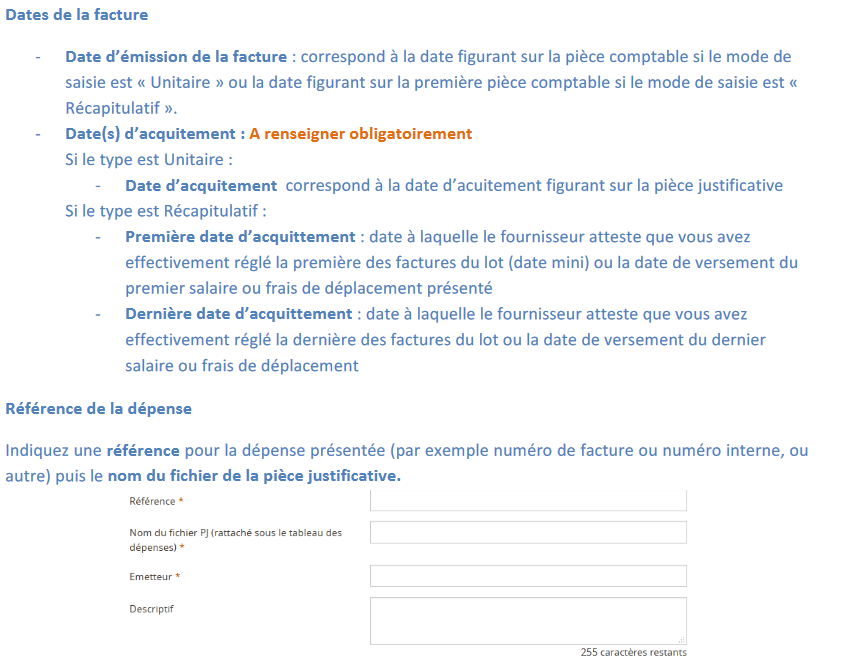 Dates de la facture
- Date d’émission de la facture : correspond à la date figurant sur la pièce comptable si le mode de
saisie est « Unitaire » ou la date figurant sur la première pièce comptable si le mode de saisie est «
Récapitulatif ».
- Date(s) d’acquitement : A renseigner obligatoirement
Si le type est Unitaire :
- Date d’acquitement correspond à la date d’acuitement figurant sur la pièce justificative
Si le type est Récapitulatif :
- Première date d’acquittement : date à laquelle le fournisseur atteste que vous avez
effectivement réglé la première des factures du lot (date mini) ou la date de versement du
premier salaire ou frais de déplacement présenté
- Dernière date d’acquittement : date à laquelle le fournisseur atteste que vous avez
effectivement réglé la dernière des factures du lot ou la date de versement du dernier
salaire ou frais de déplacement
Référence de la dépense
Indiquez une référence pour la dépense présentée (par exemple numéro de facture ou numéro interne, ou
autre) puis le nom du fichier de la pièce justificative.
Référence *
Nom du fichier PJ (rattaché sous le tableau des
dépenses) *
Emetteur *
Descriptif
255 caractères restants